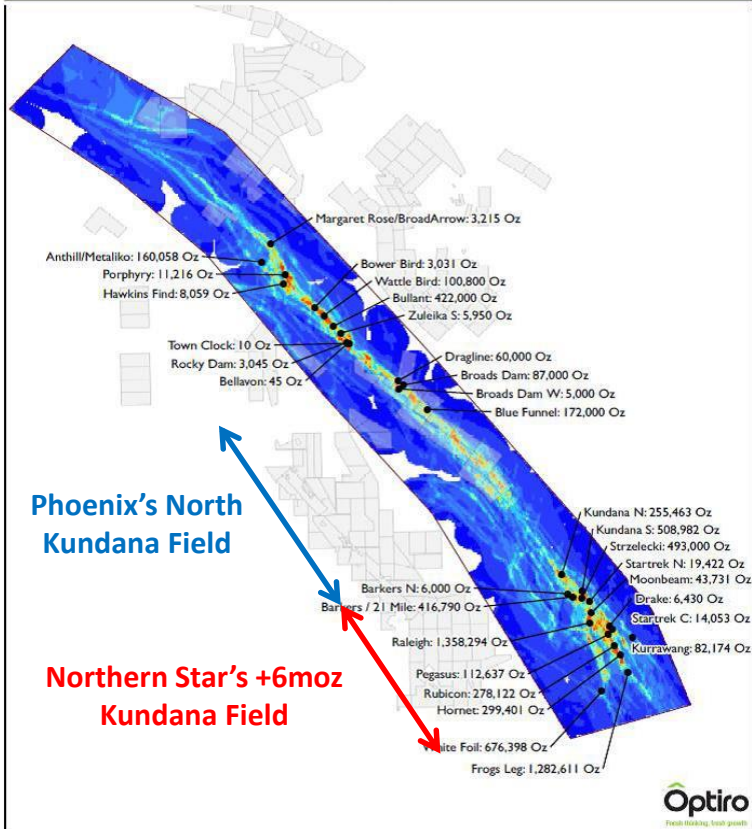 Margaret Rose/BroadArrow: 3,215 Oz
Anthill/Metaliko: 160,058 Oz
Porphyry: 11,216 Oz
Hawkins Find: 8,059 Oz
Bower Bird: 3,031 Oz
Wattle Bird: 100,800 Oz
Bullant: 422,000 Oz
Zuleika S: 5,950 Oz
Town Clock: 10 Oz
Rocky Dam: 3,045 Oz
Bellavon: 45 Oz
Dragline: 60,000 Oz
Broads Dam: 87,000 Oz
Broads Dam W: 5,000 Oz
Blue Funnel: 172,000 Oz
Phoenix's North
Kundana Field
Kundana N: 255,463 Oz
Kundana S: 508,982 Oz
Strzelecki: 493,000 Oz
Startrek N: 19,422 Oz
Moonbeam: 43,731 Oz
Drake: 6,430 Oz
Startrek C: 14,053 Oz
Kurrawang: 82,174 Oz
Barkers N: 6,000 Oz
Barkers / 21 Mile: 416,790 Oz
Raleigh: 1,358,294 Oz
Pegasus: 112,637 Oz
Rubicon: 278,122 Oz
Hornet: 299,401 Oz
White Foil: 676,398 Oz
Frogs Leg: 1,282,611 Oz
Northern Star's +6moz
Kundana Field
Optiro
Fresh thinking, fresh growth